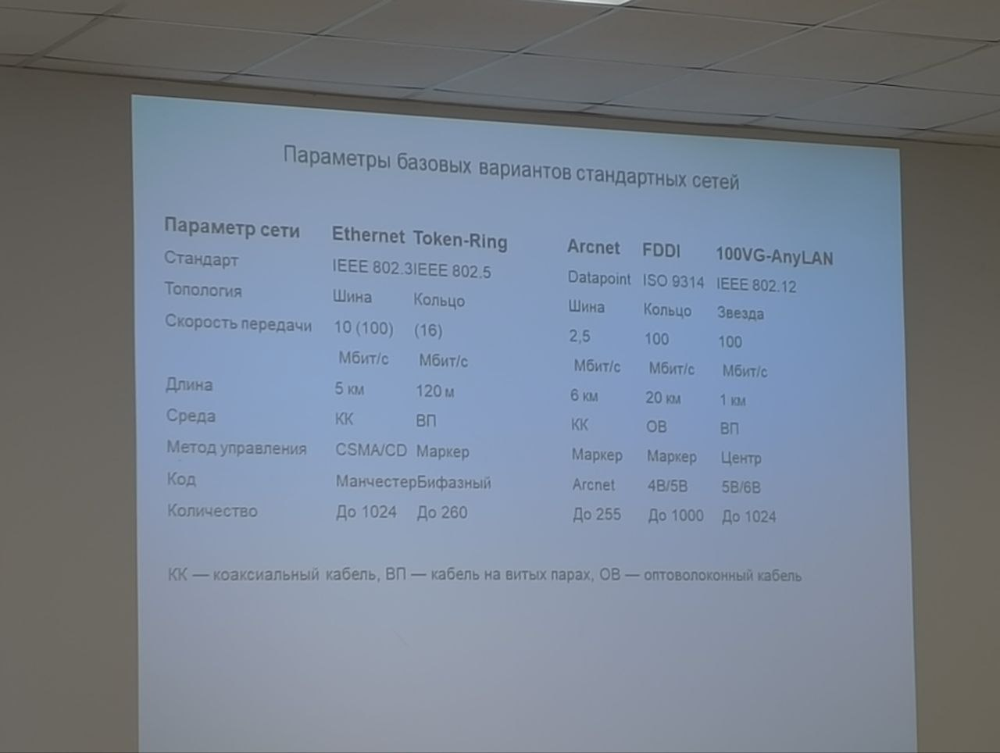 Параметры базовых вариантов стандартных сетей
Параметр сети Ethernet Token-Ring Arcnet FDDI 100VG-AnyLAN
Стандарт IEEE 802.3 IEEE 802.5 Datapoint ISO 9314 IEEE 802.12
Топология Шина Кольцо Шина Кольцо Звезда
Скорость передачи 10 (100) (16) 2,5 100 100
Мбит/с Мбит/с Мбит/с Мбит/с Мбит/с
Длина 5 км 120 м 6 км 20 км 1 км
Среда КК ВП КК ОВ ВП
Метод управления CSMA/CD Маркер Маркер Маркер Центр
Код Манчестер Бифазный Arcnet 4В/5В 5В/6В
Количество До 1024 До 260 До 255 До 1000 До 1024
КК — коаксиальный кабель, ВП — кабель на витых парах, ОВ — оптоволоконный кабель